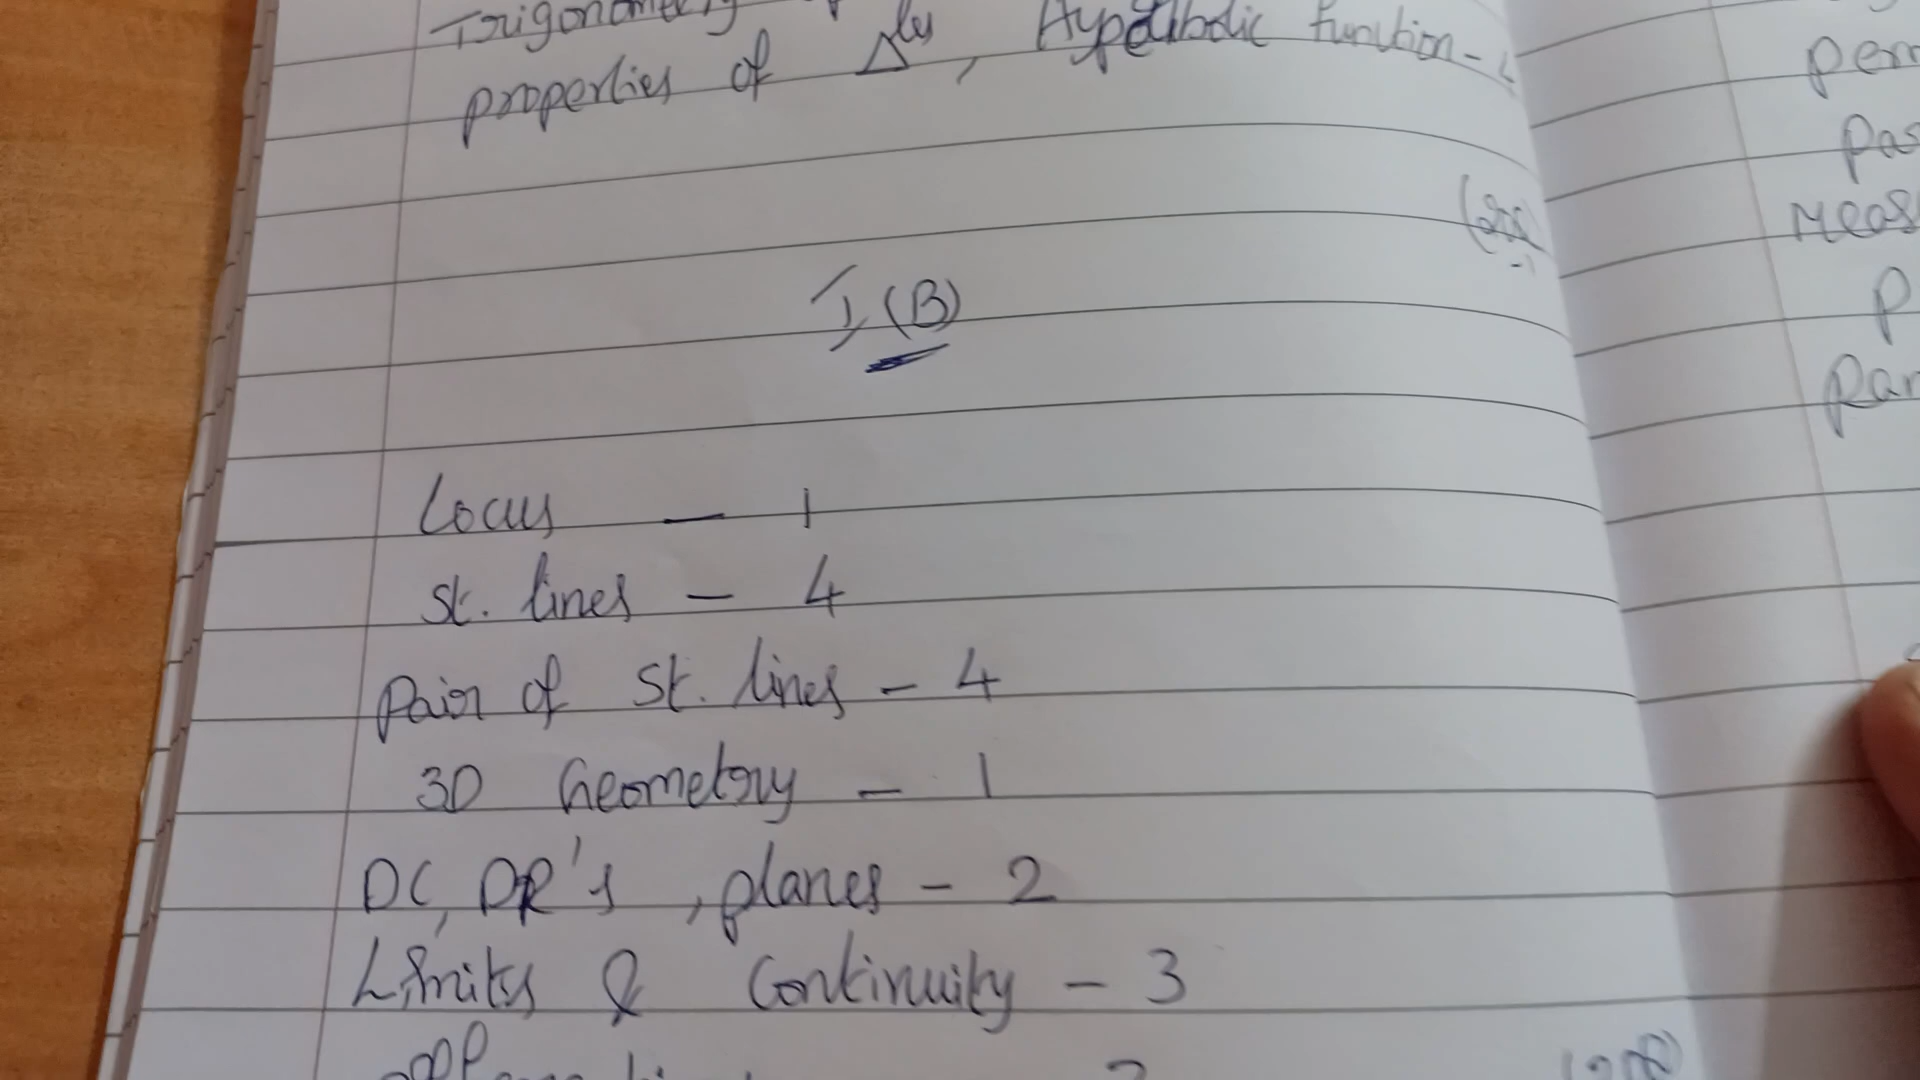 Trigonometry
properties of Δles, Hyperbolic function -
I (B)
Locus — 1
St. lines - 4
Pair of St. lines - 4
3D Geometry - 1
DC, DR's, planes - 2
Limits & Continuity - 3